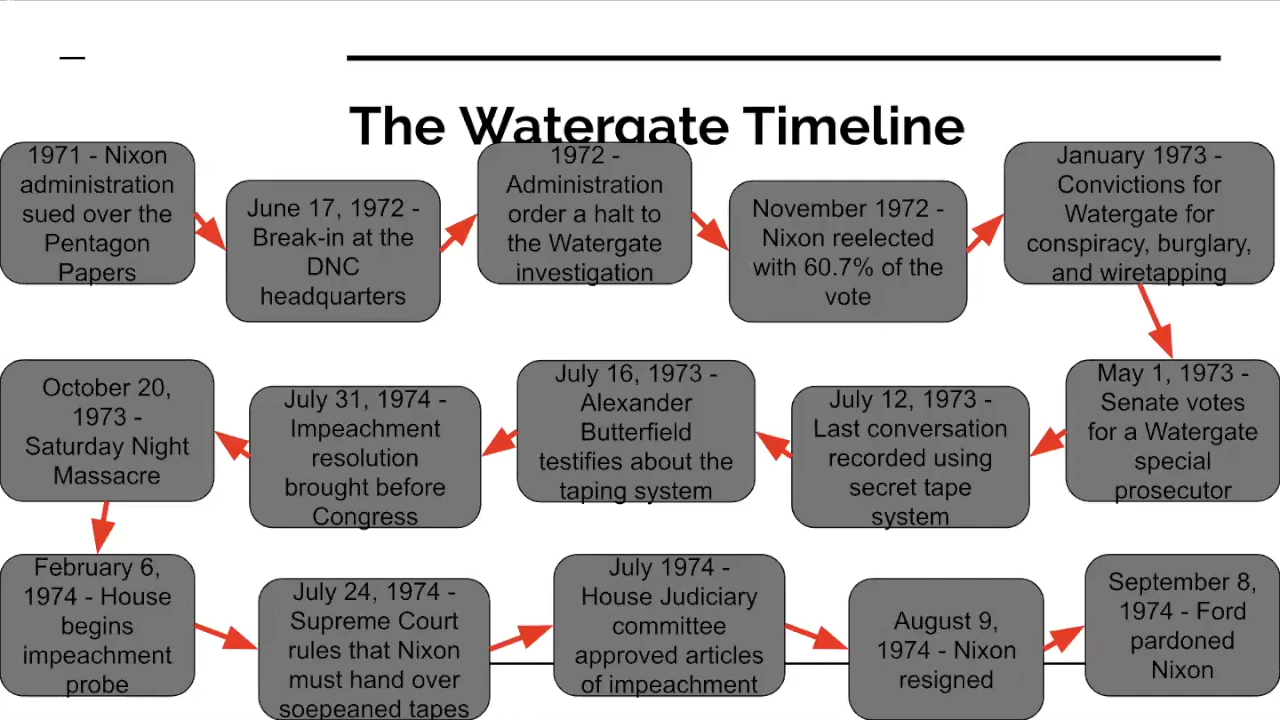 The Watergate Timeline
1971 - Nixon
administration
sued over the
Pentagon
Papers
June 17, 1972 -
Break-in at the
DNC
headquarters
1972 -
Administration
order a halt to
the Watergate
investigation
November 1972 -
Nixon reelected
with 60.7% of the
vote
January 1973 -
Convictions for
Watergate for
conspiracy, burglary,
and wiretapping
May 1, 1973 -
Senate votes
for a Watergate
special
prosecutor
July 12, 1973 -
Last conversation
recorded using
secret tape
system
July 16, 1973 -
Alexander
Butterfield
testifies about the
taping system
July 31, 1974 -
Impeachment
resolution
brought before
Congress
October 20,
1973 -
Saturday Night
Massacre
February 6,
1974 - House
begins
impeachment
probe
July 24, 1974 -
Supreme Court
rules that Nixon
must hand over
soepeaned tapes
July 1974 -
House Judiciary
committee
approved articles
of impeachment
August 9,
1974 - Nixon
resigned
September 8,
1974 - Ford
pardoned
Nixon